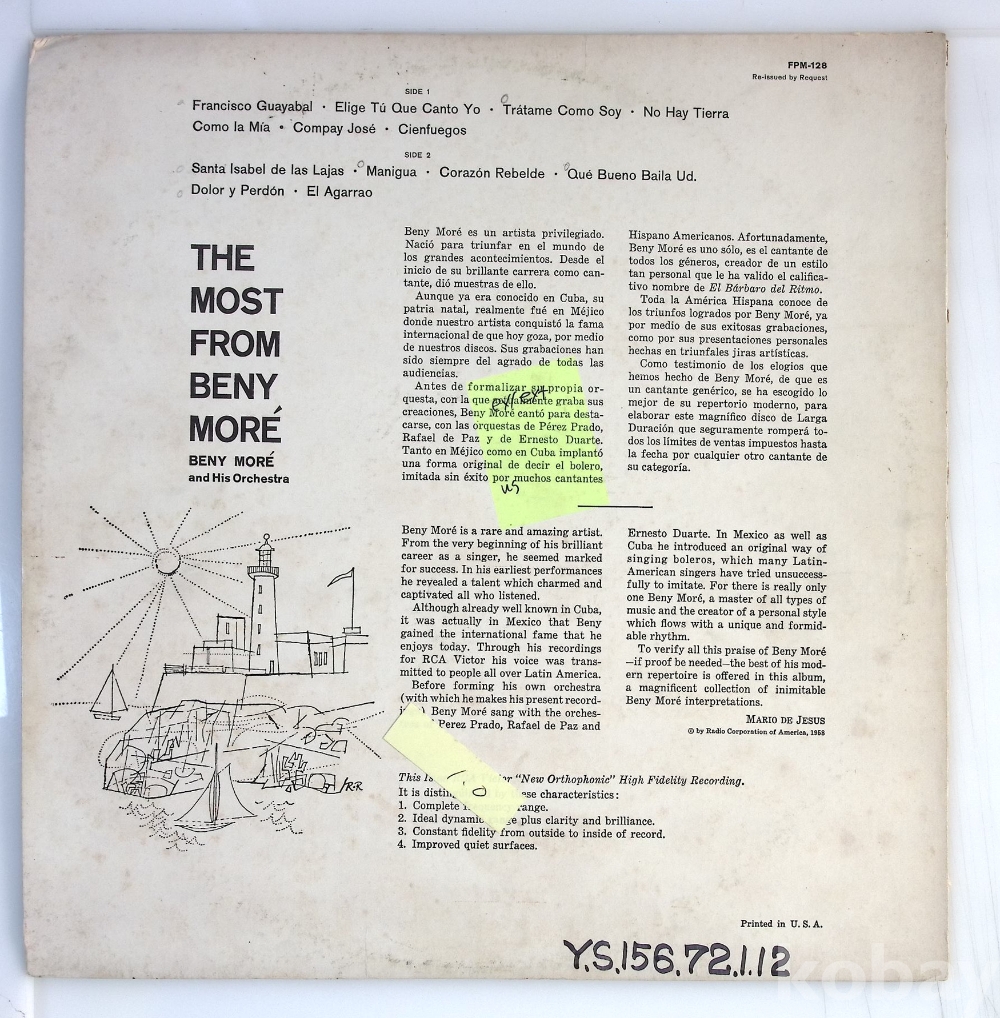 FPM-128
Re-issued by Request
SIDE 1
Francisco Guayabal · Elige Tú Que Canto Yo · Trátame Como Soy · No Hay Tierra
Como la Mía · Compay José · Cienfuegos
SIDE 2
Santa Isabel de las Lajas · Manigua · Corazón Rebelde · Qué Bueno Baila Ud.
Dolor y Perdón · El Agarrao
THE
MOST
FROM
BENY
MORÉ
BENY MORÉ
and His Orchestra
Beny Moré es un artista privilegiado.
Nació para triunfar en el mundo de
los grandes acontecimientos. Desde el
inicio de su brillante carrera como can-
tante, dió muestras de ello.
Aunque ya era conocido en Cuba, su
patria natal, realmente fué en Méjico
donde nuestro artista conquistó la fama
internacional de que hoy goza, por medio
de nuestros discos. Sus grabaciones han
sido siempre del agrado de todas las
audiencias.
Antes de formalizar su propia or-
questa, con la que graba sus
creaciones, Beny Moré cantó para desta-
carse, con las orquestas de Pérez Prado,
Rafael de Paz y de Ernesto Duarte.
Tanto en Méjico como en Cuba implantó
una forma original de decir el bolero,
imitada sin éxito por muchos cantantes
Hispano Americanos. Afortunadamente,
Beny Moré es uno sólo, es el cantante de
todos los géneros, creador de un estilo
tan personal que le ha valido el califica-
tivo nombre de El Bárbaro del Ritmo.
Toda la América Hispana conoce de
los triunfos logrados por Beny Moré, ya
por medio de sus exitosas grabaciones,
como por sus presentaciones personales
hechas en triunfales jiras artísticas.
Como testimonio de los elogios que
hemos hecho de Beny Moré, de que es
un cantante genérico, se ha escogido lo
mejor de su repertorio moderno, para
elaborar este magnífico disco de Larga
Duración que seguramente romperá to-
dos los límites de ventas impuestos hasta
la fecha por cualquier otro cantante de
su categoría.
ex/ext
us
Beny Moré is a rare and amazing artist.
From the very beginning of his brilliant
career as a singer, he seemed marked
for success. In his earliest performances
he revealed a talent which charmed and
captivated all who listened.
Although already well known in Cuba,
it was actually in Mexico that Beny
gained the international fame that he
enjoys today. Through his recordings
for RCA Victor his voice was trans-
mitted to people all over Latin America.
Before forming his own orchestra
(with which he makes his present record-
Beny Moré sang with the orches-
Pérez Prado, Rafael de Paz and
Ernesto Duarte. In Mexico as well as
Cuba he introduced an original way of
singing boleros, which many Latin-
American singers have tried unsuccess-
fully to imitate. For there is really only
one Beny Moré, a master of all types of
music and the creator of a personal style
which flows with a unique and formid-
able rhythm.
To verify all this praise of Beny Moré
—if proof be needed—the best of his mod-
ern repertoire is offered in this album,
a magnificent collection of inimitable
Beny Moré interpretations.
MARIO DE JESUS
© by Radio Corporation of America, 1958
R·R
This is "New Orthophonic" High Fidelity Recording.
It is characteristics:
1. Complete range.
2. Ideal dynamic plus clarity and brilliance.
3. Constant fidelity from outside to inside of record.
4. Improved quiet surfaces.
Printed in U. S. A.
Y.S.156.72.1.12
kobay